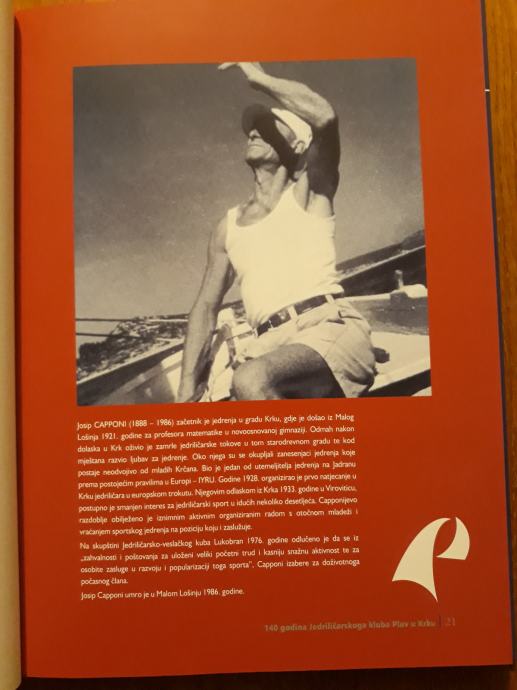 Josip CAPPONI (1888 – 1986) začetnik je jedrenja u gradu Krku, gdje je došao iz Malog
Lošinja 1921. godine za profesora matematike u novoosnovanoj gimnaziji. Odmah nakon
dolaska u Krk oživio je zamrle jedriličarske tokove u tom starodrevnom gradu te kod
mještana razvio ljubav za jedrenje. Oko njega su se okupljali zanesenjaci jedrenja koje
postaje neodvojivo od mladih Krčana. Bio je jedan od utemeljitelja jedrenja na Jadranu
prema postojećim pravilima u Europi – IYRU. Godine 1928. organizirao je prvo natjecanje u
Krku jedriličara u europskom trokutu. Njegovim odlaskom iz Krka 1933. godine u Viroviticu,
postupno je smanjen interes za jedriličarski sport u idućih nekoliko desetljeća. Capponijevo
razdoblje obilježeno je iznimnim aktivnim organiziranim radom s otočnom mladeži i
vraćanjem sportskog jedrenja na poziciju koju i zaslužuje.
Na skupštini Jedriličarsko-veslačkog kuba Lukobran 1976. godine odlučeno je da se iz
„zahvalnosti i poštovanja za uloženi veliki početni trud i kasniju snažnu aktivnost te za
osobite zasluge u razvoju i popularizaciji toga sporta", Capponi izabere za doživotnoga
počasnog člana.
Josip Capponi umro je u Malom Lošinju 1986. godine.
140 godina Jedriličarskoga kluba Plav u Krku | 21